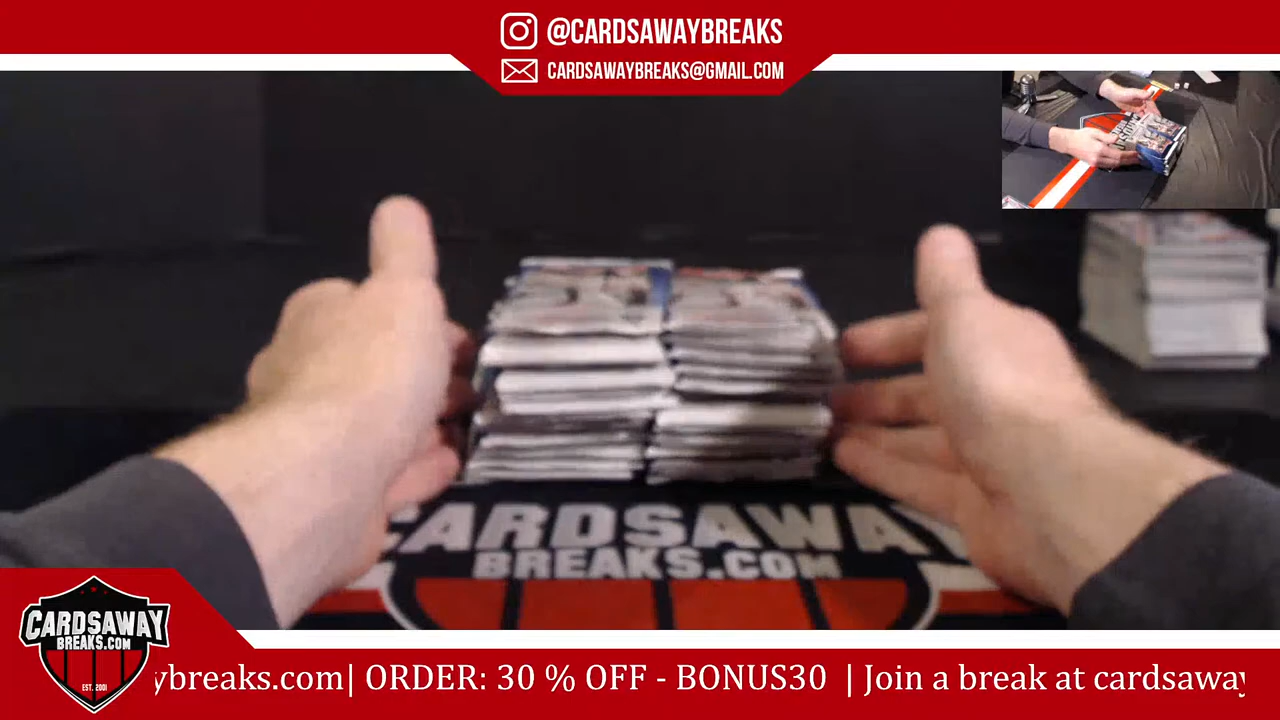 @CARDSAWAYBREAKS
CARDSAWAYBREAKS@GMAIL.COM
CARDSAWAY
BREAKS.COM
CARDSAWAY
BREAKS.COM
EST. 2001
ybreaks.com| ORDER: 30 % OFF - BONUS30 | Join a break at cardsaway